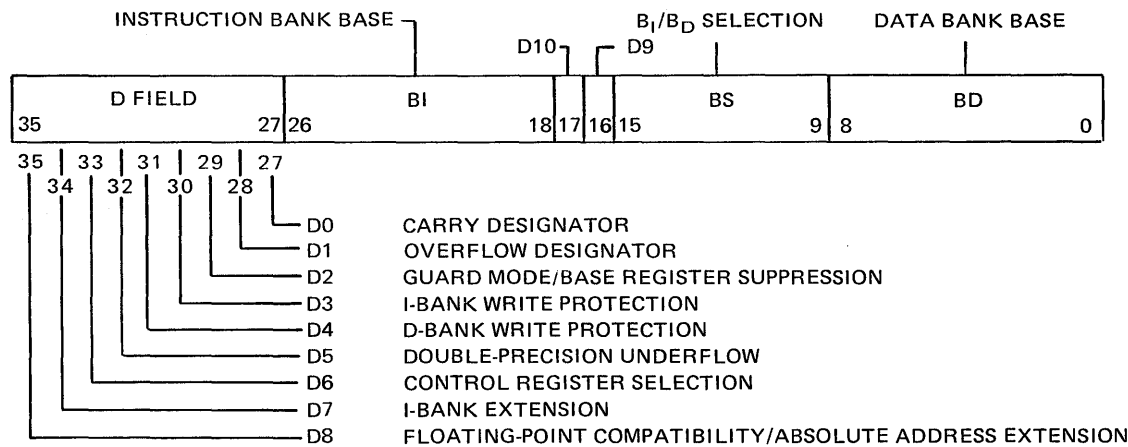 INSTRUCTION BANK BASE
BI/BD SELECTION
DATA BANK BASE
D10
D9
D FIELD
BI
BS
BD
35 27 26 18 17 16 15 9 8 0
35 33 31 29 27
34 32 30 28
D0 CARRY DESIGNATOR
D1 OVERFLOW DESIGNATOR
D2 GUARD MODE/BASE REGISTER SUPPRESSION
D3 I-BANK WRITE PROTECTION
D4 D-BANK WRITE PROTECTION
D5 DOUBLE-PRECISION UNDERFLOW
D6 CONTROL REGISTER SELECTION
D7 I-BANK EXTENSION
D8 FLOATING-POINT COMPATIBILITY/ABSOLUTE ADDRESS EXTENSION